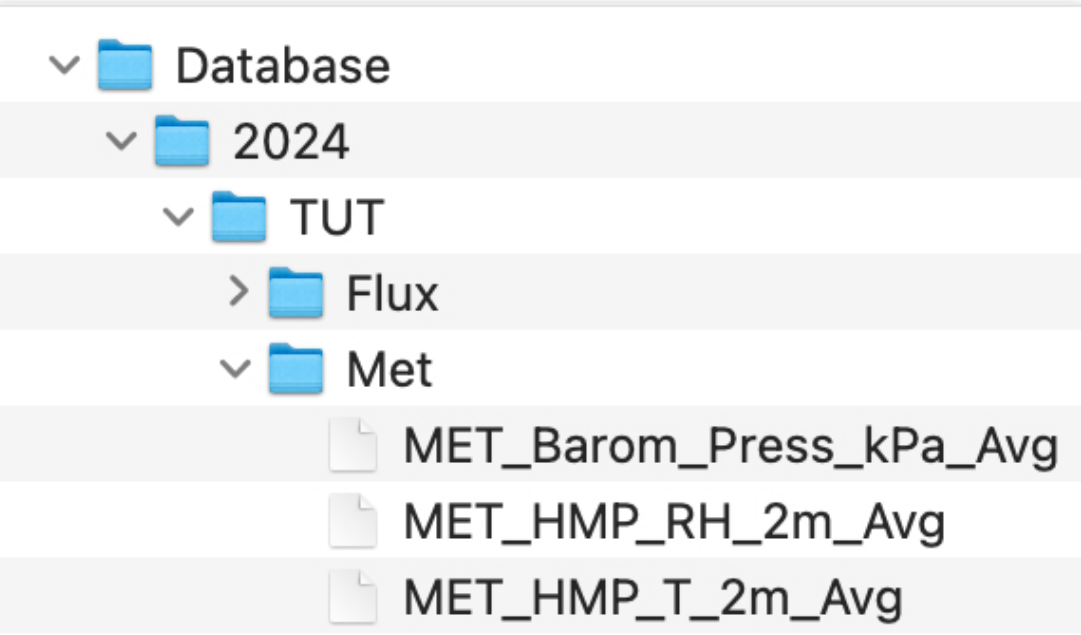 Database
2024
TUT
Flux
Met
MET_Barom_Press_kPa_Avg
MET_HMP_RH_2m_Avg
MET_HMP_T_2m_Avg